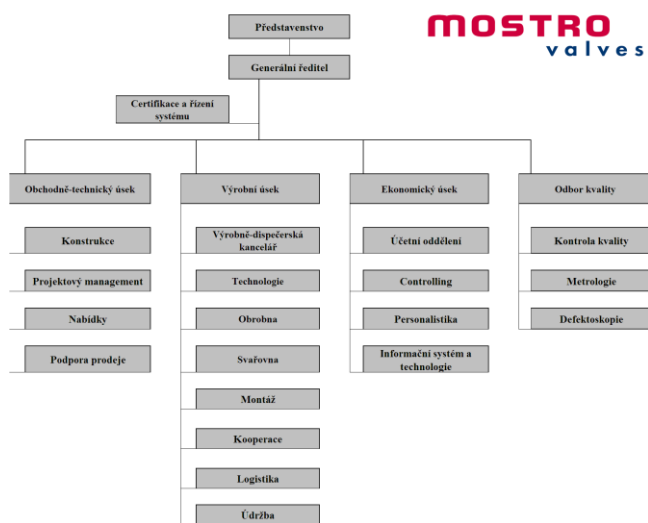 MOSTRO
valves
Představenstvo
Generální ředitel
Certifikace a řízení
systému
Obchodně-technický úsek
Výrobní úsek
Ekonomický úsek
Odbor kvality
Konstrukce
Výrobně-dispečerská
kancelář
Účetní oddělení
Kontrola kvality
Projektový management
Technologie
Controlling
Metrologie
Nabídky
Obrobna
Personalistika
Defektoskopie
Podpora prodeje
Svařovna
Informační systém a
technologie
Montáž
Kooperace
Logistika
Údržba